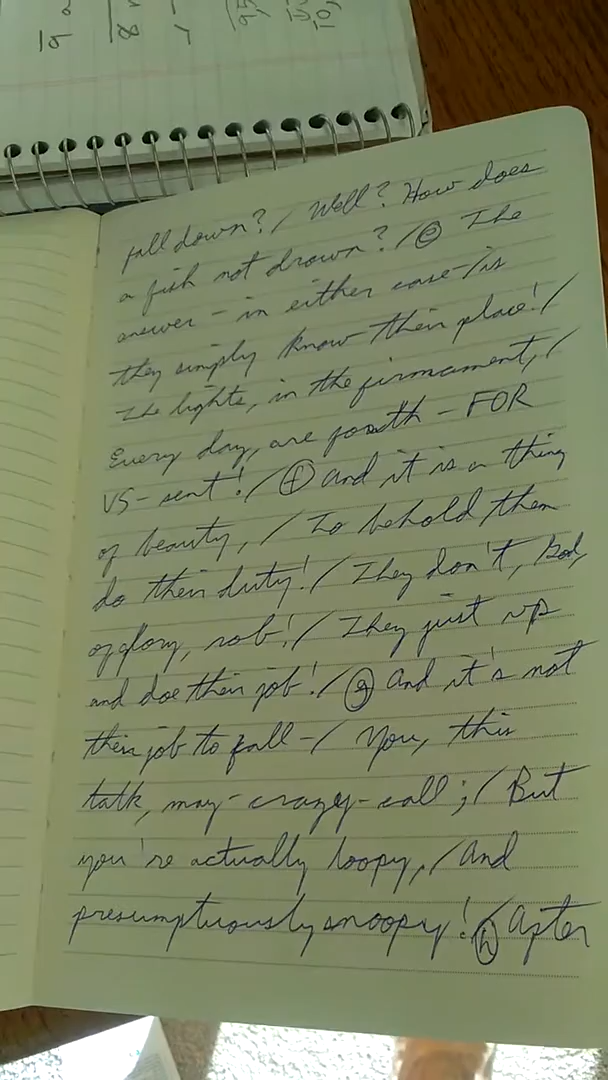 fall down? / Well? How does
a fish not drown? / (e) The
answer - in either case - / is
they simply know their place! /
The lights, in the firmament, /
Every day, are forth - FOR
US - sent! / (f) And it is a thing
of beauty, / To behold them
do their duty! / They don't, God,
of glory, rob! / They just up
and doe their job! / (g) And it's not
their job to fall - / You, this
talk, may - crazy - call ; / But
you're actually loopy, / And
presumptuously snoopy! / (h) After